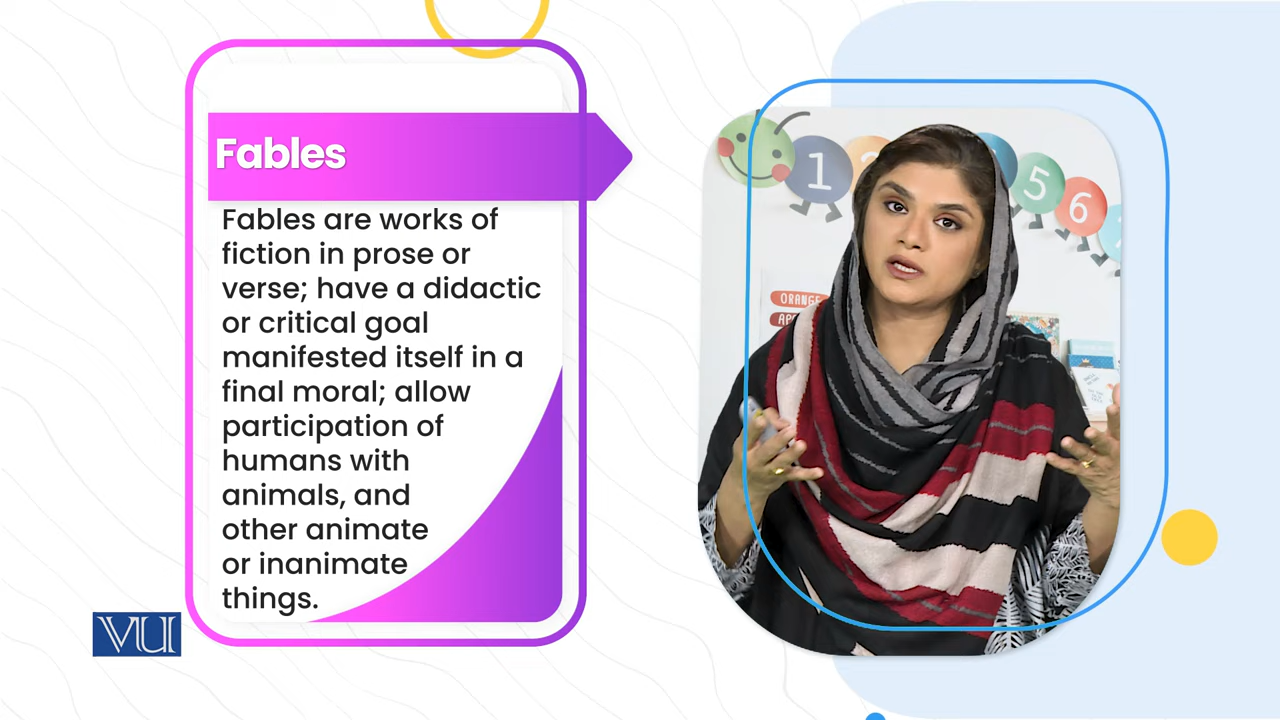 Fables
Fables are works of
fiction in prose or
verse; have a didactic
or critical goal
manifested itself in a
final moral; allow
participation of
humans with
animals, and
other animate
or inanimate
things.
VU
1
5
6
ORANGE